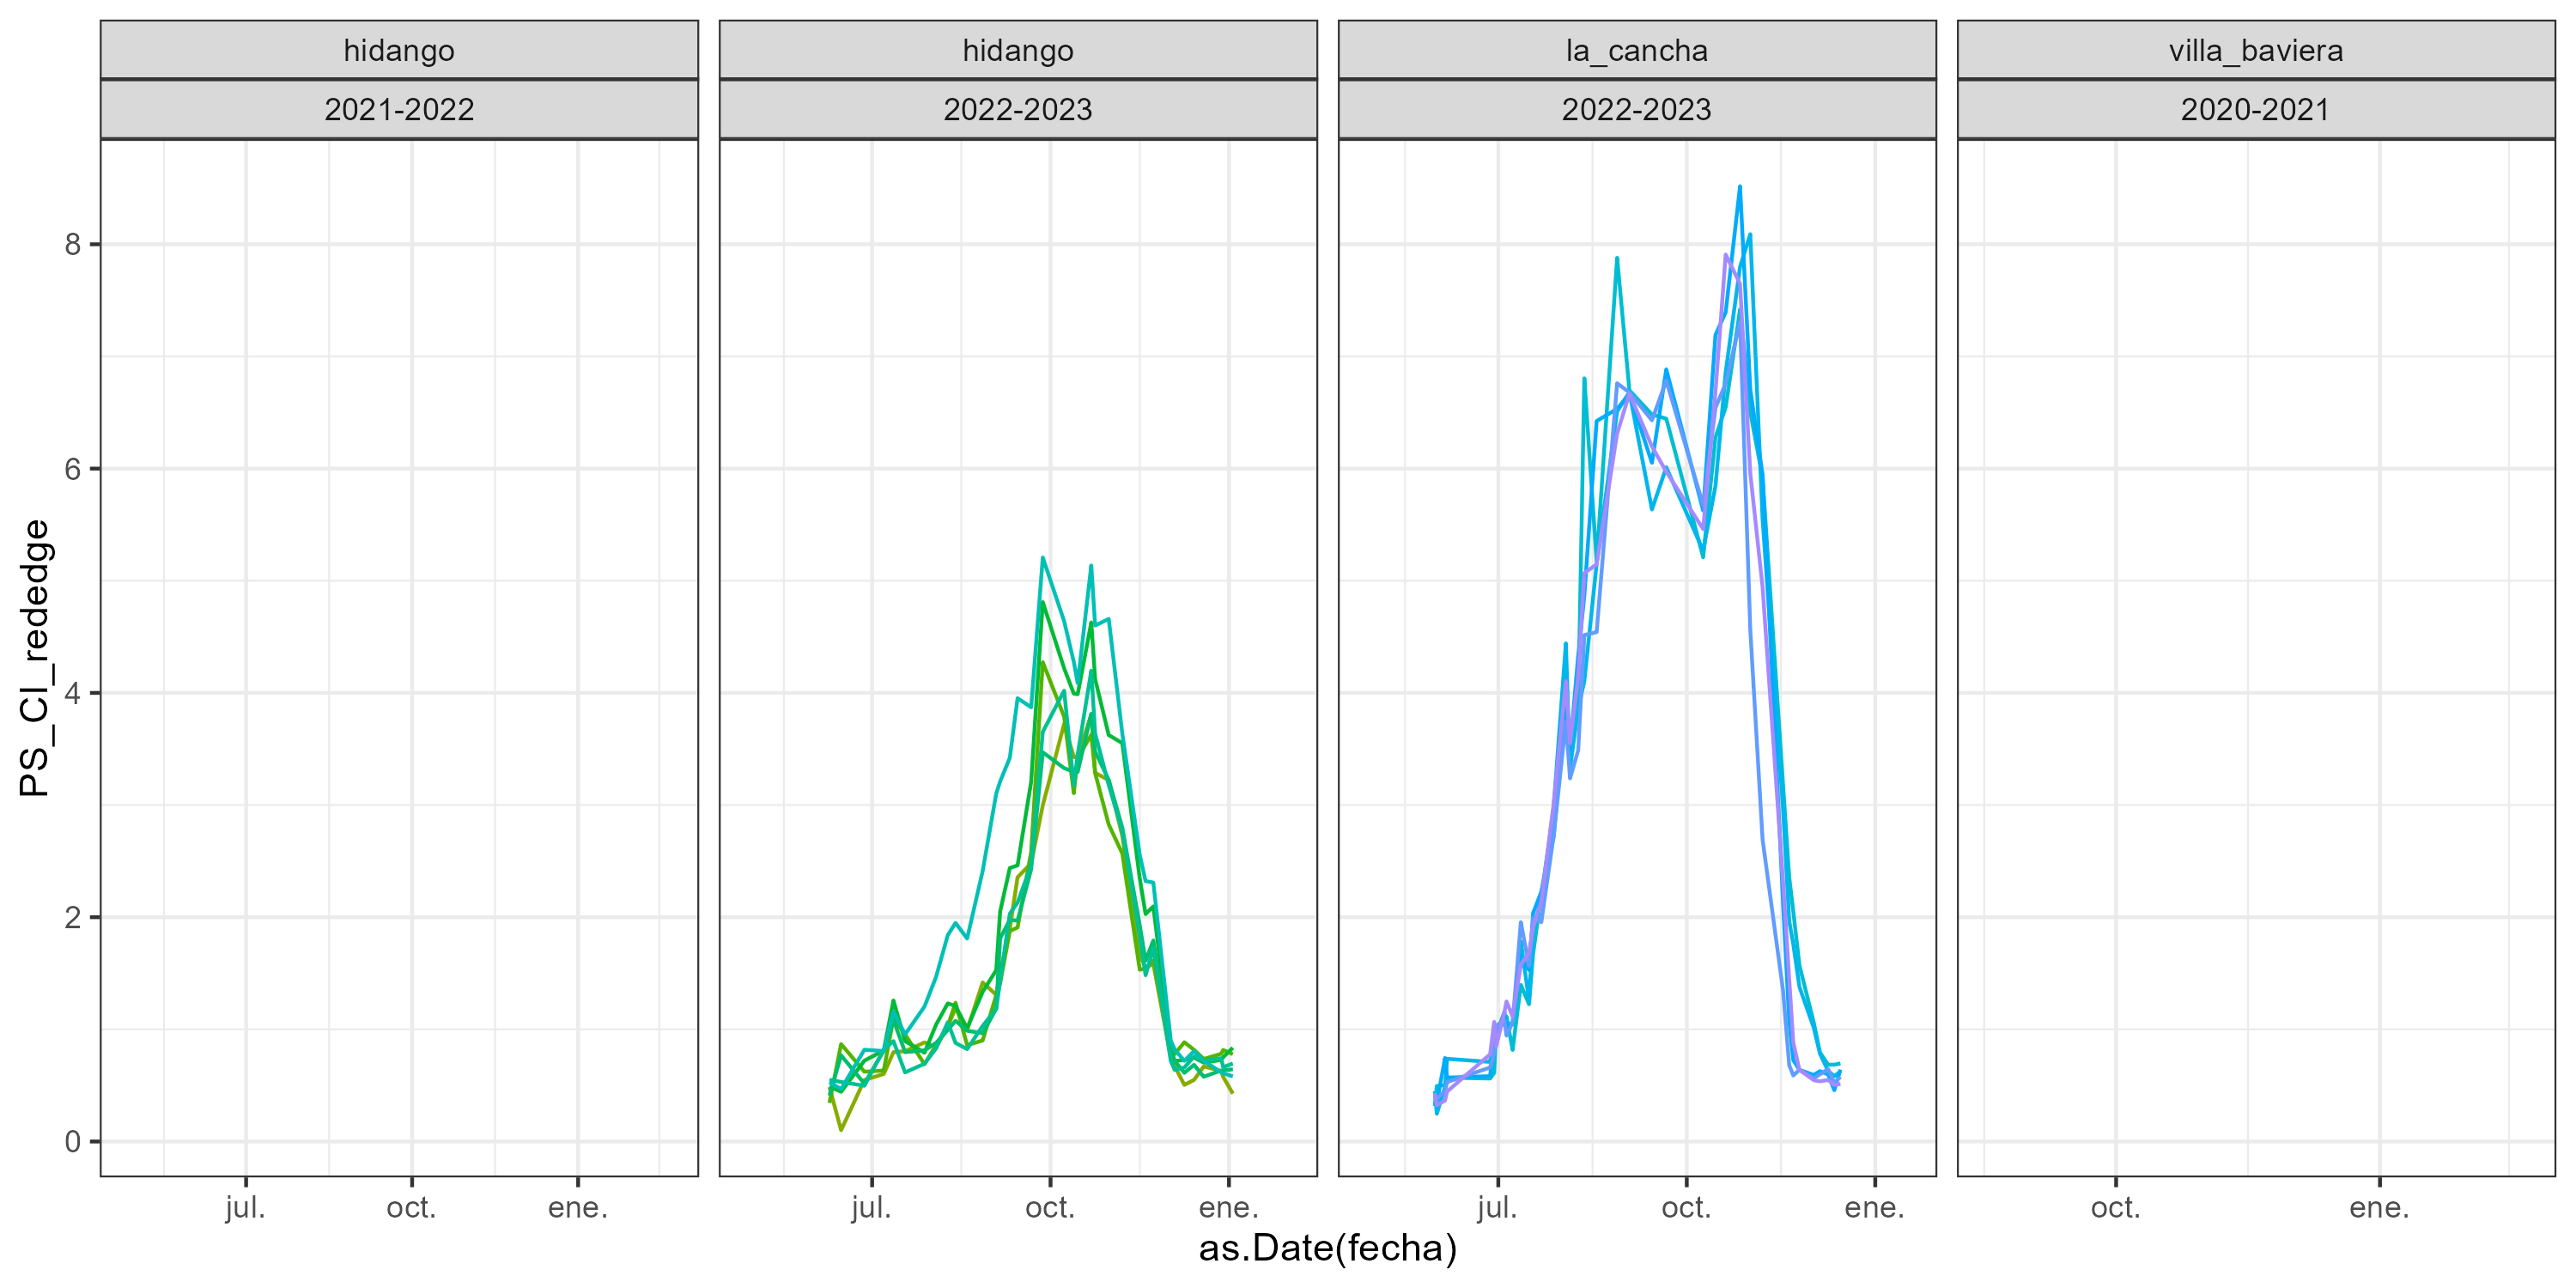 hidango
hidango
la_cancha
villa_baviera
2021-2022
2022-2023
2022-2023
2020-2021
PS_CI_rededge
8
6
4
2
0
jul.
oct.
ene.
jul.
oct.
ene.
jul.
oct.
ene.
oct.
ene.
as.Date(fecha)